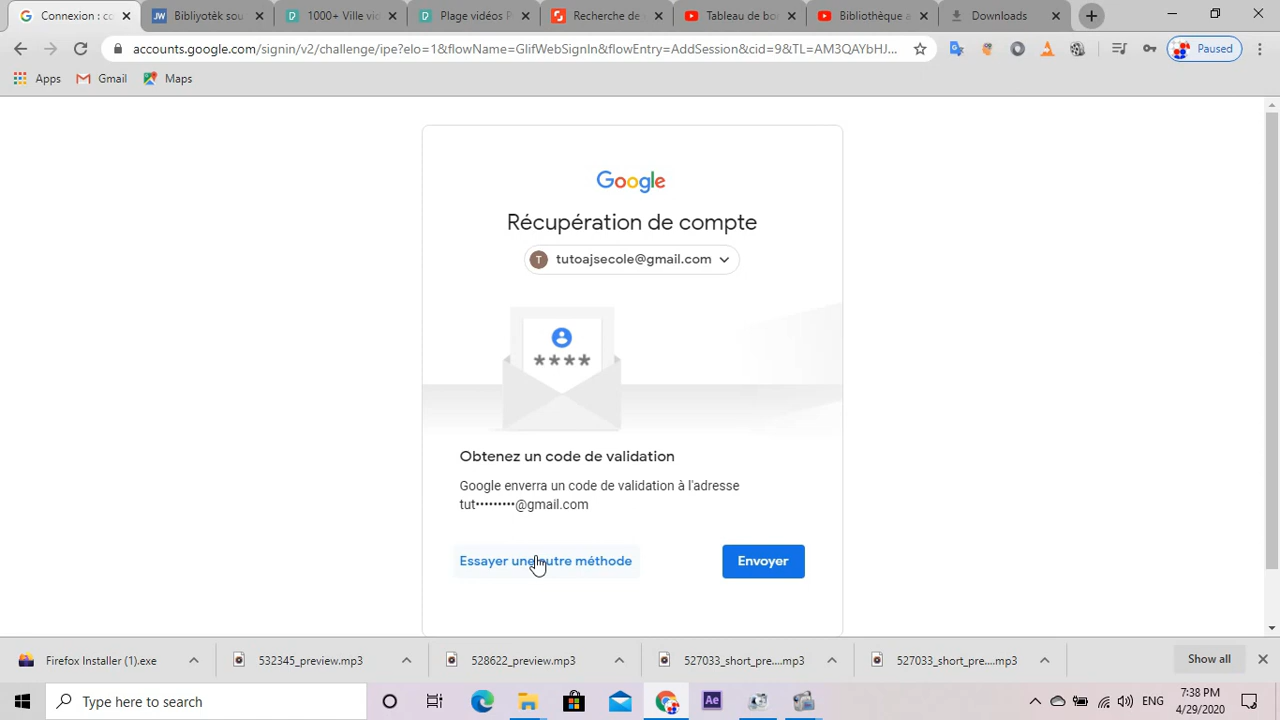 Connexion : co
Bibliyotèk sou
1000+ Ville vid
Plage vidéos P
Recherche de
Tableau de bor
Bibliothèque a
Downloads
accounts.google.com/signin/v2/challenge/ipe?elo=1&flowName=GlifWebSignIn&flowEntry=AddSession&cid=9&TL=AM3QAYbHJ...
Paused
Apps
Gmail
Maps
Google
Récupération de compte
T tutoajsecole@gmail.com
****
Obtenez un code de validation
Google enverra un code de validation à l'adresse
tut•••••••••@gmail.com
Essayer une autre méthode
Envoyer
Firefox Installer (1).exe
532345_preview.mp3
528622_preview.mp3
527033_short_pre....mp3
527033_short_pre....mp3
Show all
Type here to search
Ae
ENG
7:38 PM
4/29/2020